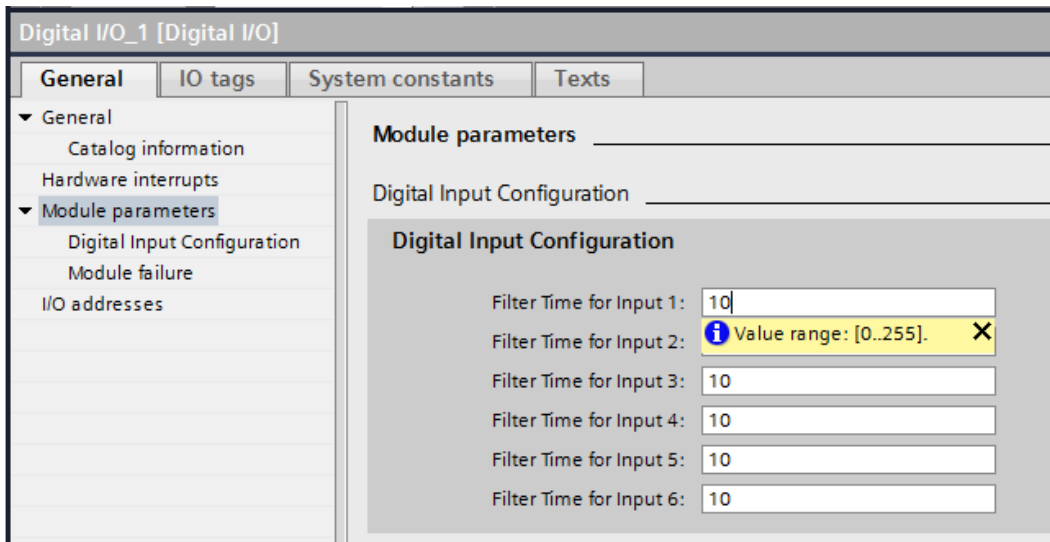 Digital I/O_1 [Digital I/O]
General IO tags System constants Texts
General
Catalog information
Hardware interrupts
Module parameters
Digital Input Configuration
Module failure
I/O addresses
Module parameters
Digital Input Configuration
Digital Input Configuration
Filter Time for Input 1: 10
Value range: [0..255].
Filter Time for Input 2:
Filter Time for Input 3: 10
Filter Time for Input 4: 10
Filter Time for Input 5: 10
Filter Time for Input 6: 10